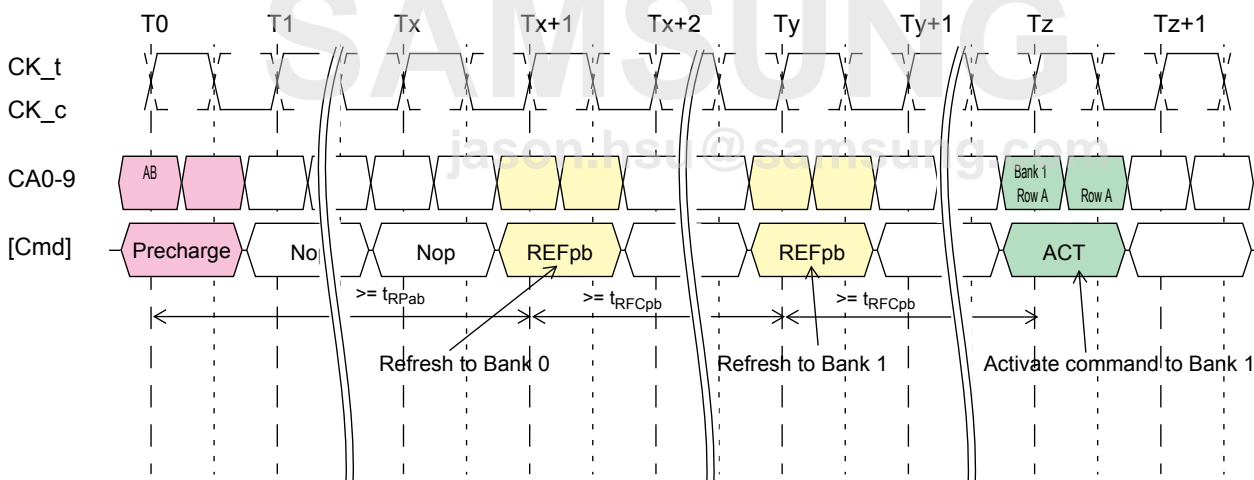 SAMSUNG
T0 T1 Tx Tx+1 Tx+2 Ty Ty+1 Tz Tz+1
CK_t
CK_c
jason.hsu@samsung.com
CA0-9 AB Bank 1 Row A Row A
[Cmd] Precharge Nop Nop REFpb REFpb ACT
>= tRPab >= tRFCpb >= tRFCpb
Refresh to Bank 0 Refresh to Bank 1 Activate command to Bank 1